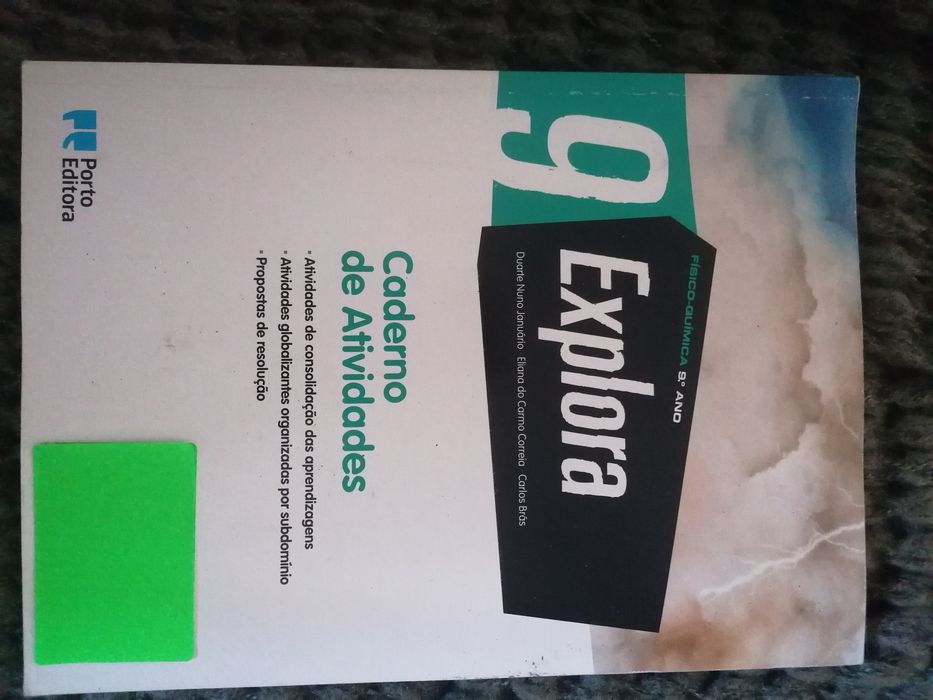 9
FÍSICO-QUÍMICA 9.º ANO
Explora
Duarte Nuno Januário Eliana do Carmo Correia Carlos Brás
Caderno
de Atividades
• Atividades de consolidação das aprendizagens
• Atividades globalizantes organizadas por subdomínio
• Propostas de resolução
Porto
Editora